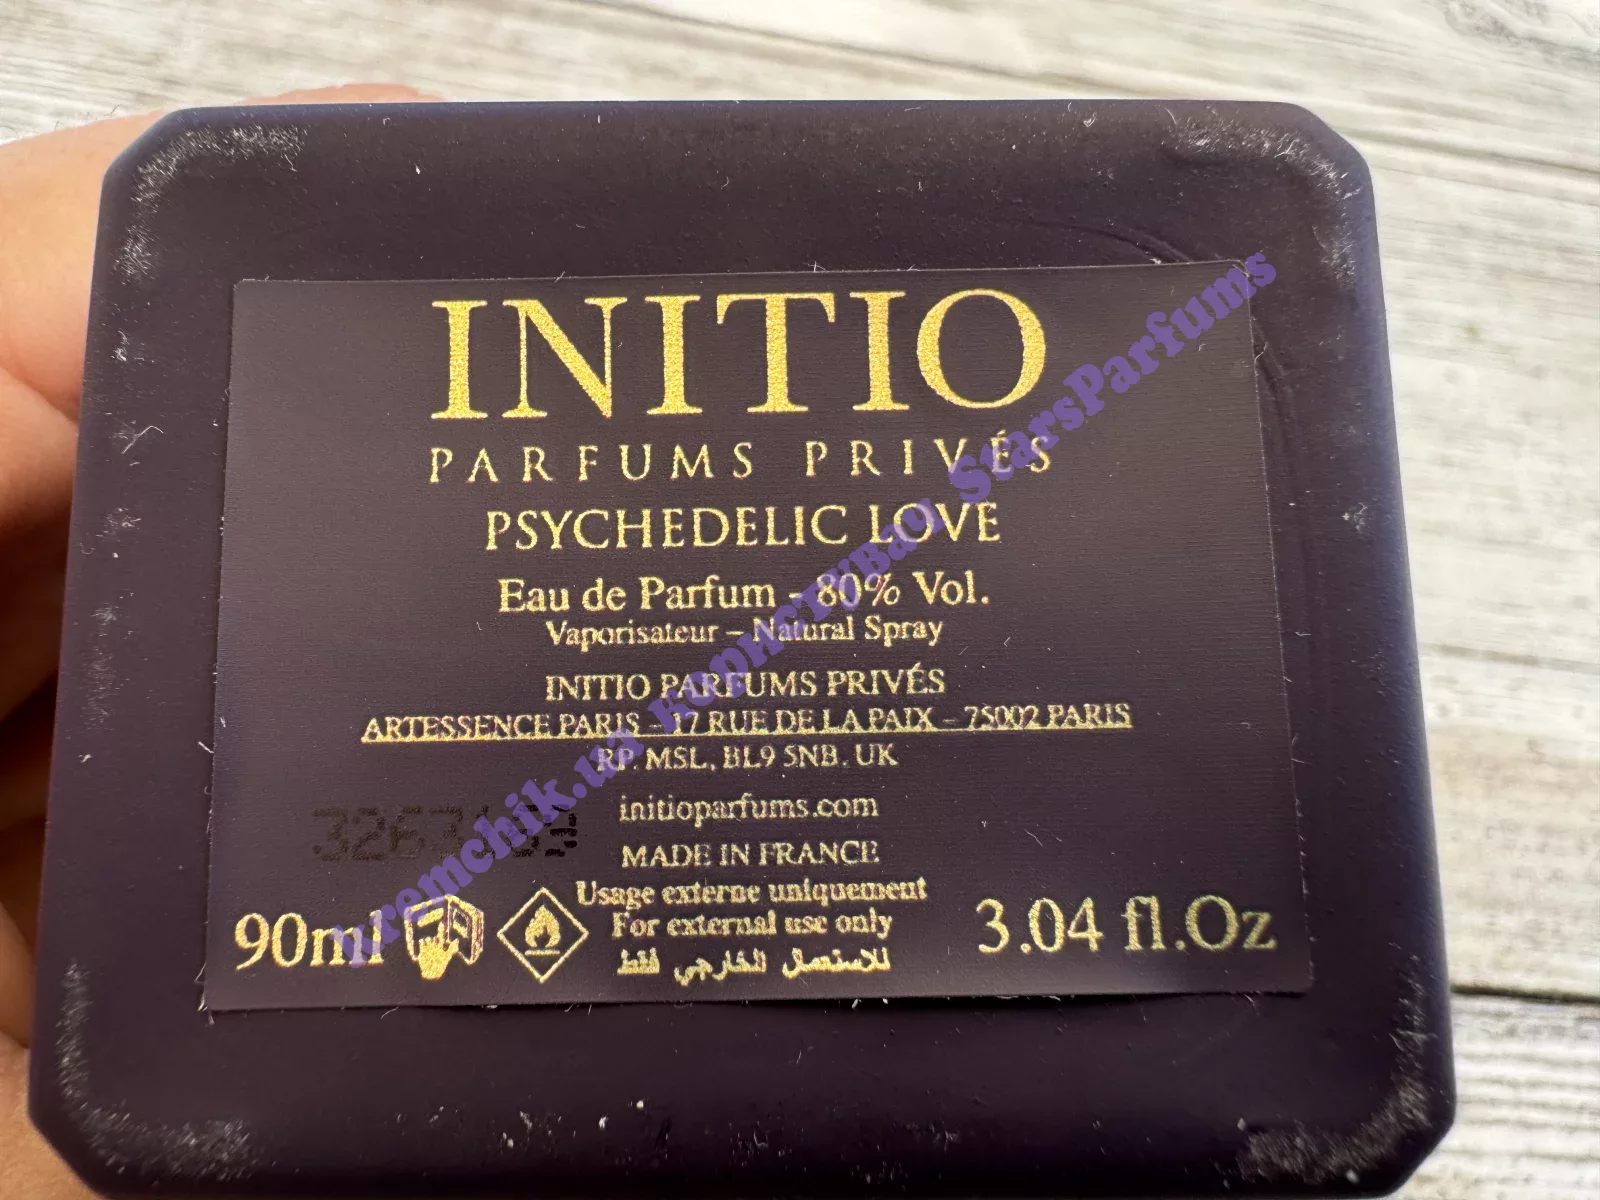 INITIO
PARFUMS PRIVÉS
PSYCHEDELIC LOVE
Eau de Parfum - 80% Vol.
Vaporisateur – Natural Spray
INITIO PARFUMS PRIVÉS
ARTESSENCE PARIS – 17 RUE DE LA PAIX – 75002 PARIS
RP. MSL, BL9 5NB. UK
initioparfums.com
MADE IN FRANCE
Usage externe uniquement
For external use only
للاستعمال الخارجي فقط
90ml
3.04 fl.Oz
користуВач StarsParfums